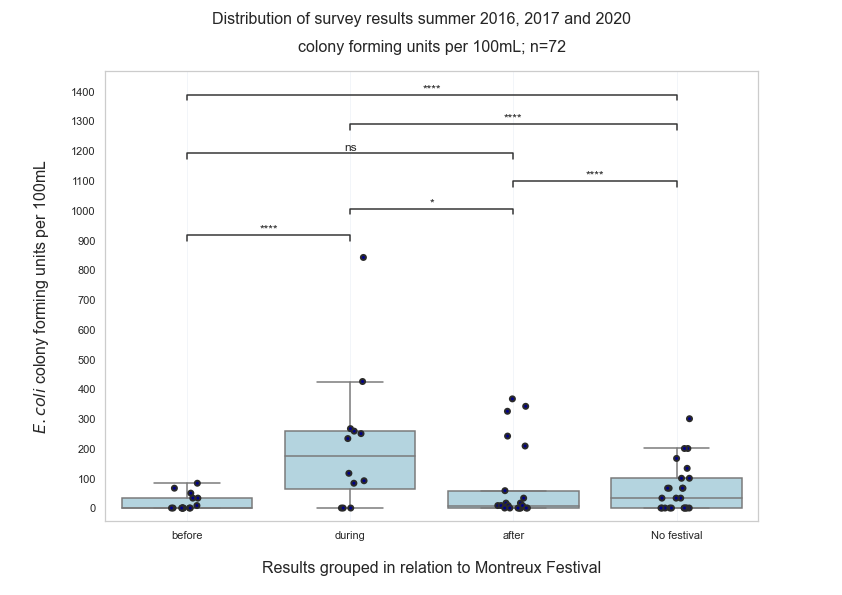 Distribution of survey results summer 2016, 2017 and 2020
colony forming units per 100mL; n=72
E. coli colony forming units per 100mL
1400
1300
1200
1100
1000
900
800
700
600
500
400
300
200
100
0
****
****
ns
****
*
****
before
during
after
No festival
Results grouped in relation to Montreux Festival